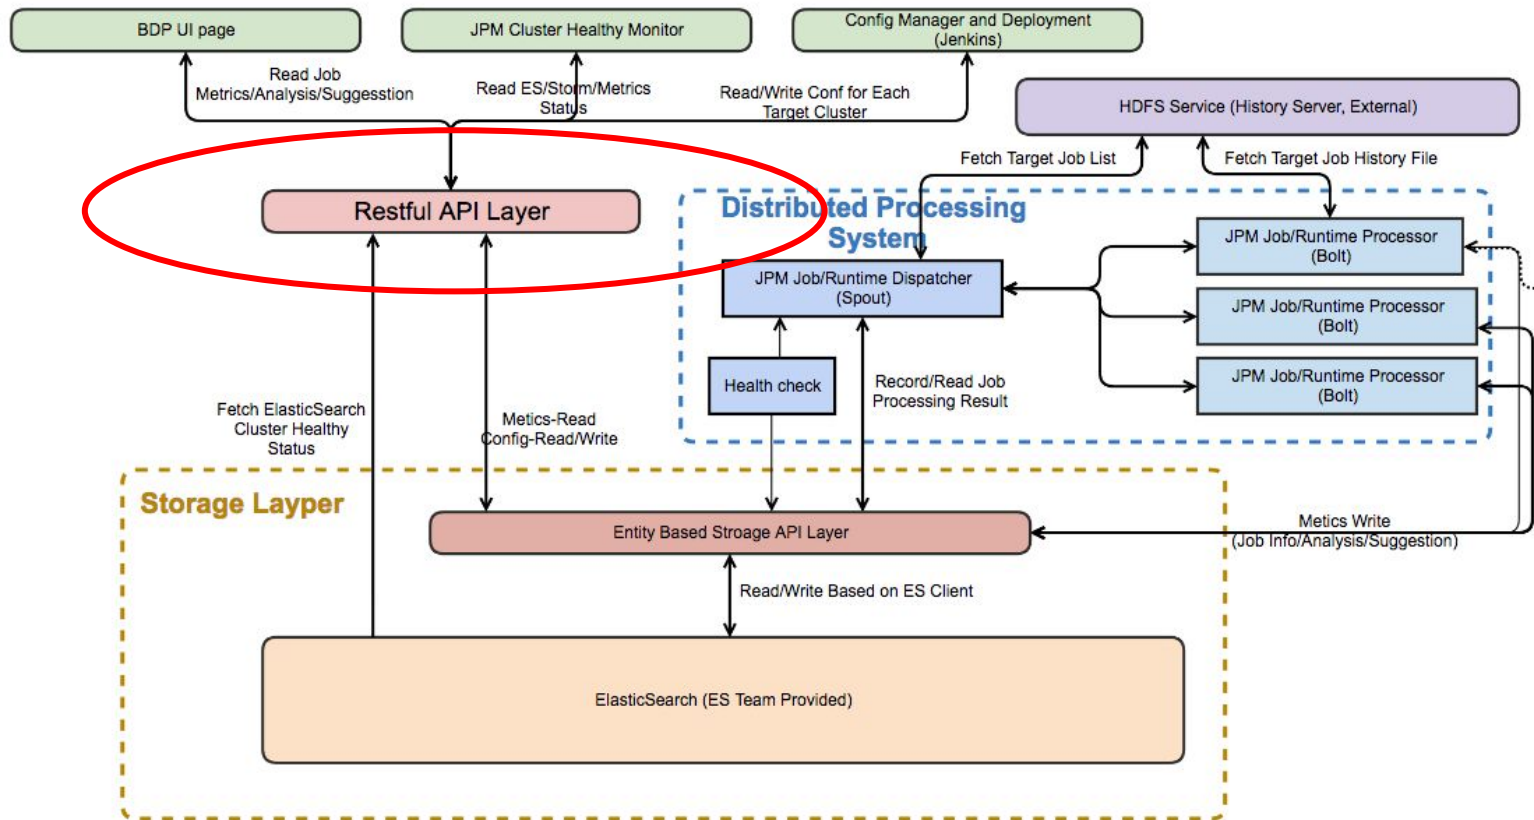 BDP UI page
JPM Cluster Healthy Monitor
Config Manager and Deployment
(Jenkins)
Read Job
Metrics/Analysis/Suggesstion
Read ES/Storm/Metrics
Status
Read/Write Conf for Each
Target Cluster
HDFS Service (History Server, External)
Fetch Target Job List
Fetch Target Job History File
Restful API Layer
Distributed Processing
System
JPM Job/Runtime Processor
(Bolt)
JPM Job/Runtime Dispatcher
(Spout)
JPM Job/Runtime Processor
(Bolt)
JPM Job/Runtime Processor
(Bolt)
Health check
Record/Read Job
Processing Result
Fetch ElasticSearch
Cluster Healthy
Status
Metics-Read
Config-Read/Write
Storage Layper
Entity Based Stroage API Layer
Metics Write
(Job Info/Analysis/Suggestion)
Read/Write Based on ES Client
ElasticSearch (ES Team Provided)